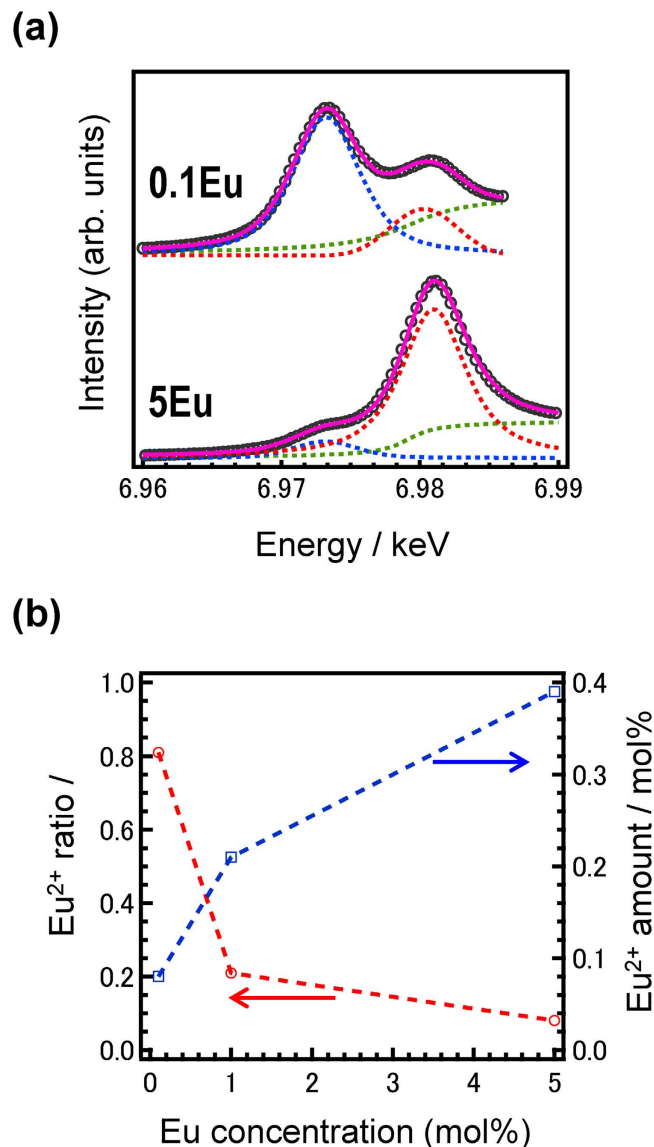 (a)
Intensity (arb. units)
0.1Eu
5Eu
6.96 6.97 6.98 6.99
Energy / keV
(b)
Eu²⁺ ratio /
1.0
0.8
0.6
0.4
0.2
0.0
0.4
0.3
0.2
0.1
0.0
Eu²⁺ amount / mol%
0 1 2 3 4 5
Eu concentration (mol%)